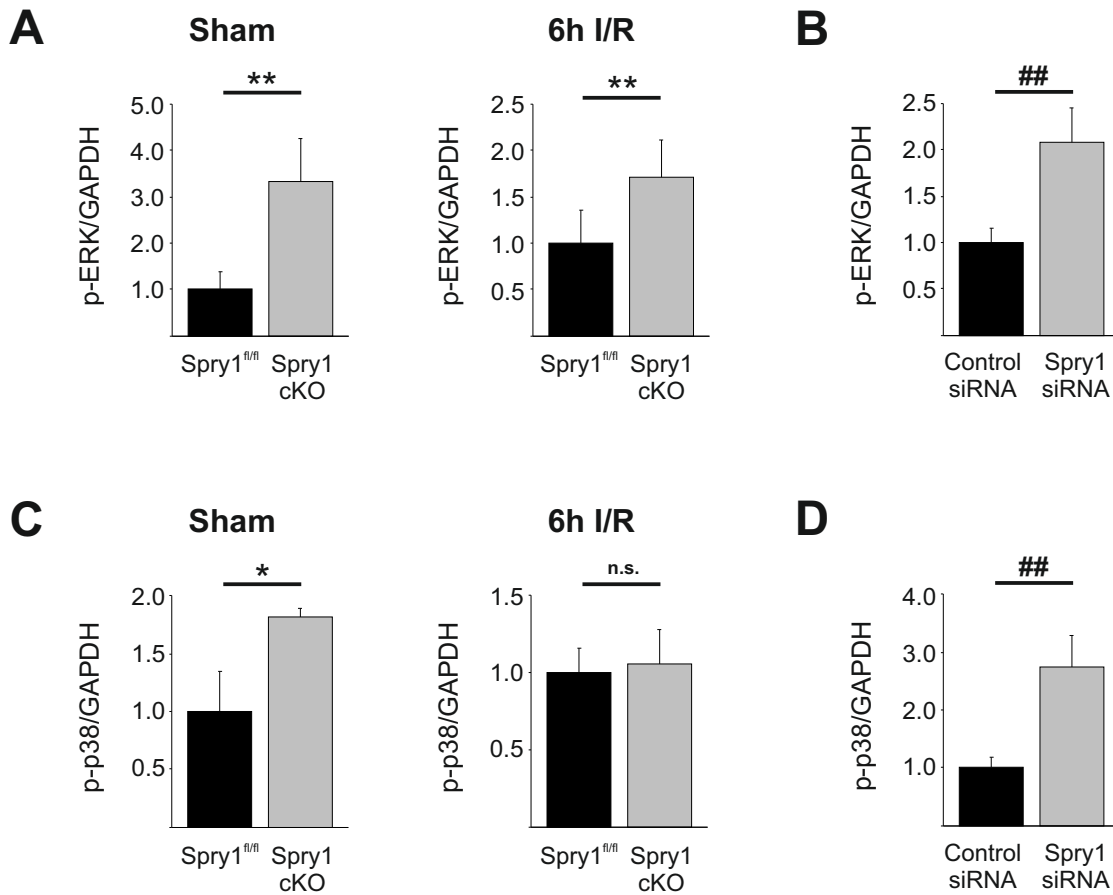 A
Sham
**
p-ERK/GAPDH
5.0
4.0
3.0
2.0
1.0
Spry1fl/fl
Spry1
cKO
6h I/R
**
p-ERK/GAPDH
2.5
2.0
1.5
1.0
0.5
Spry1fl/fl
Spry1
cKO
B
##
p-ERK/GAPDH
2.5
2.0
1.5
1.0
0.5
Control
siRNA
Spry1
siRNA
C
Sham
*
p-p38/GAPDH
2.0
1.5
1.0
0.5
Spry1fl/fl
Spry1
cKO
6h I/R
n.s.
p-p38/GAPDH
1.5
1.0
0.5
Spry1fl/fl
Spry1
cKO
D
##
p-p38/GAPDH
4.0
3.0
2.0
1.0
Control
siRNA
Spry1
siRNA